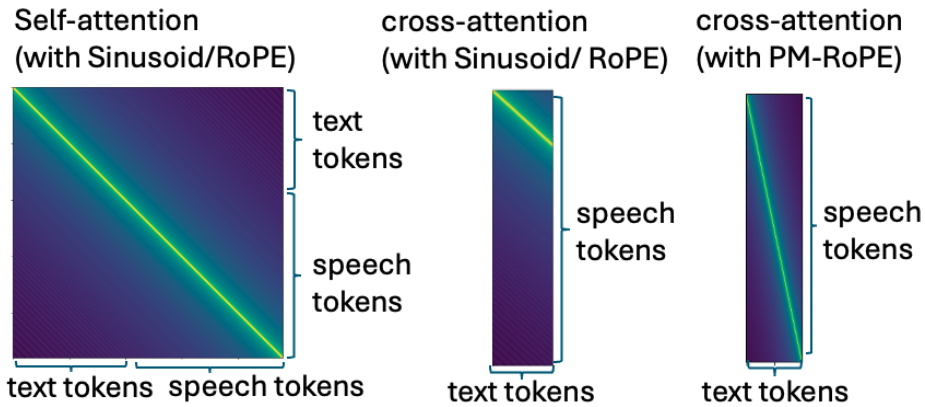 Self-attention
(with Sinusoid/RoPE)
text
tokens
speech
tokens
text tokens
speech tokens
cross-attention
(with Sinusoid/ RoPE)
speech
tokens
text tokens
cross-attention
(with PM-RoPE)
speech
tokens
text tokens